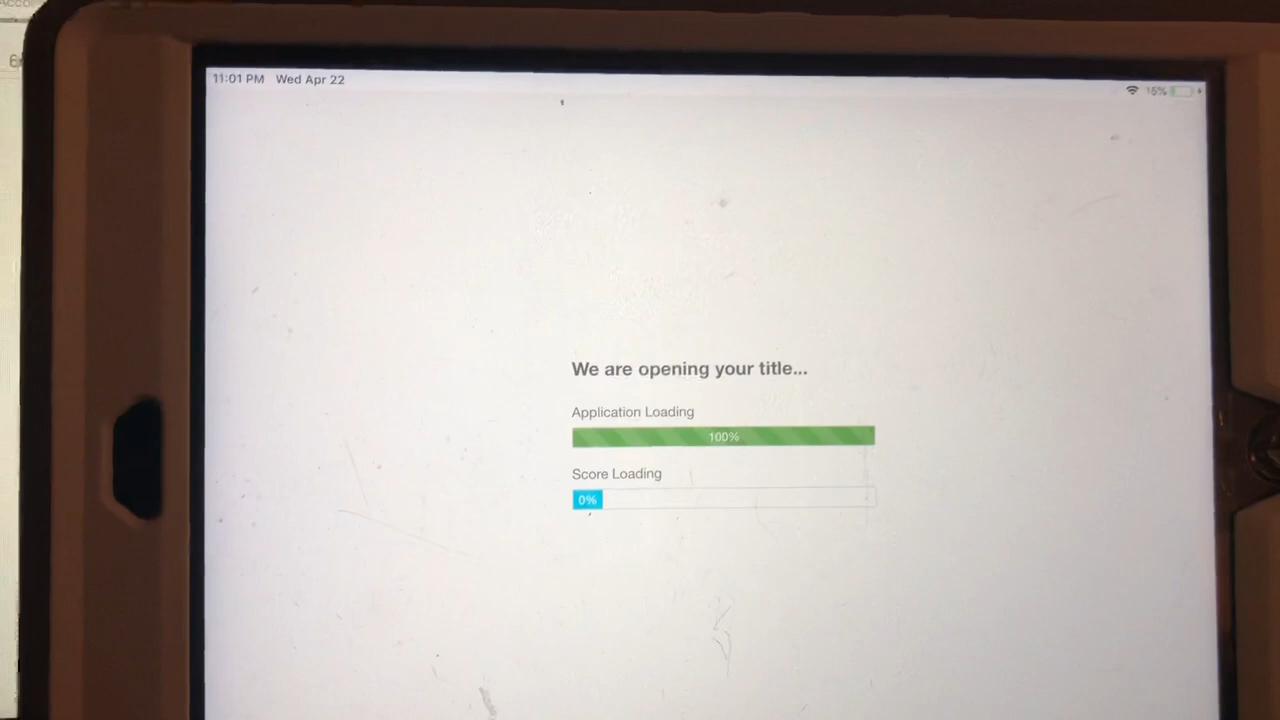 11:01 PM Wed Apr 22
15%
We are opening your title...
Application Loading
100%
Score Loading
0%